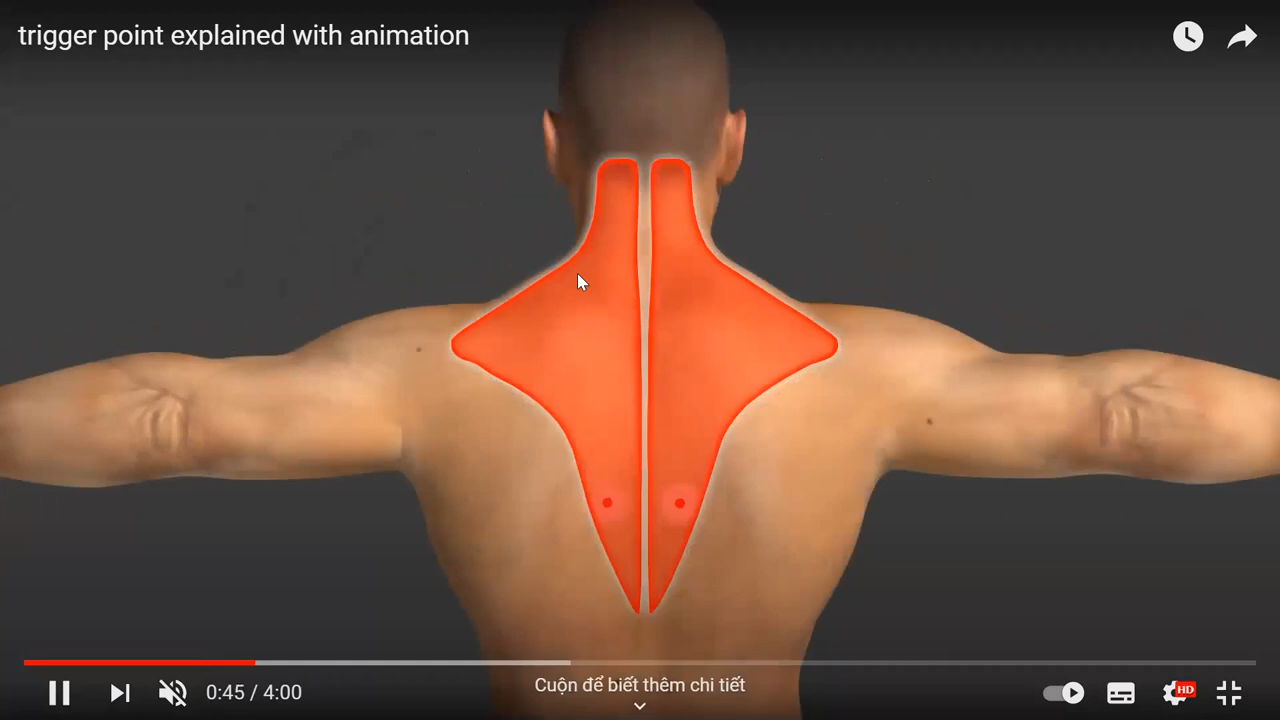 trigger point explained with animation
0:45 / 4:00
Cuộn để biết thêm chi tiết
HD